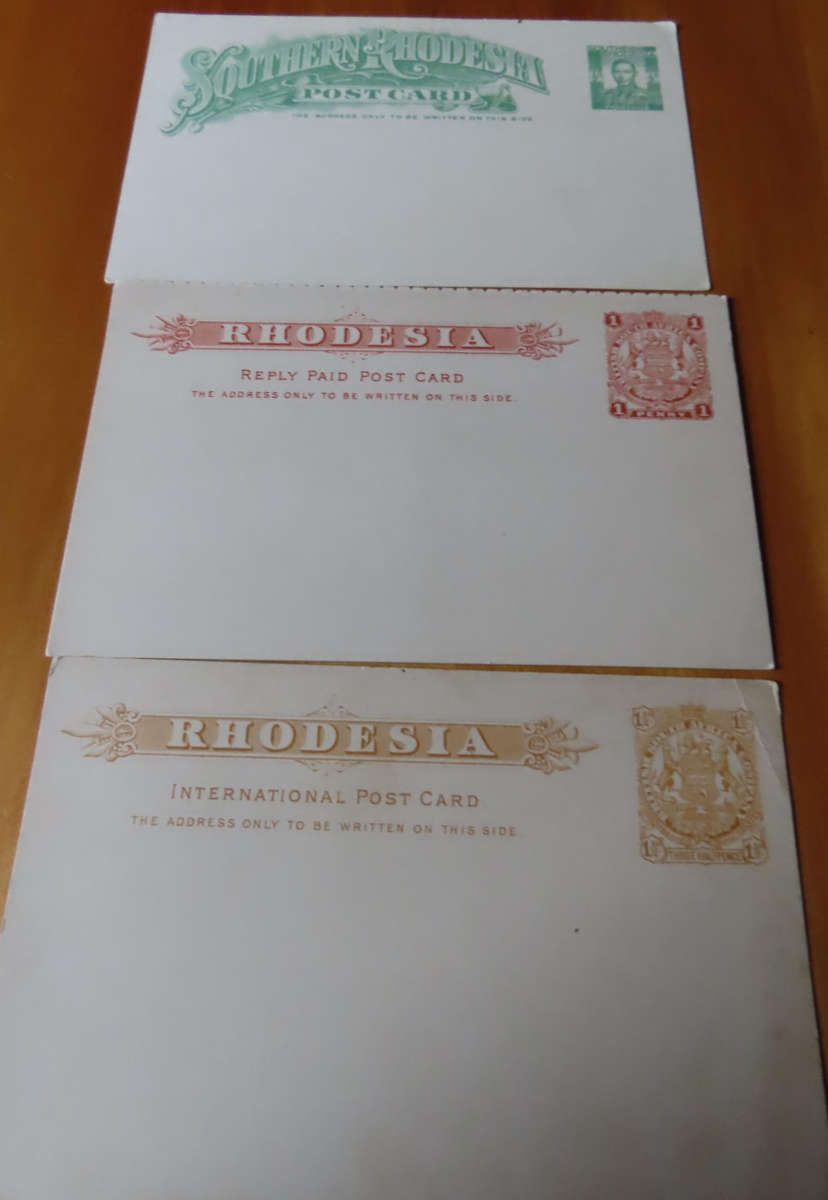 SOUTHERN RHODESIA
POST CARD
THE ADDRESS ONLY TO BE WRITTEN ON THIS SIDE.
RHODESIA
REPLY PAID POST CARD
THE ADDRESS ONLY TO BE WRITTEN ON THIS SIDE.
1 1
1 PENNY 1
RHODESIA
INTERNATIONAL POST CARD
THE ADDRESS ONLY TO BE WRITTEN ON THIS SIDE
THREE HALFPENCE